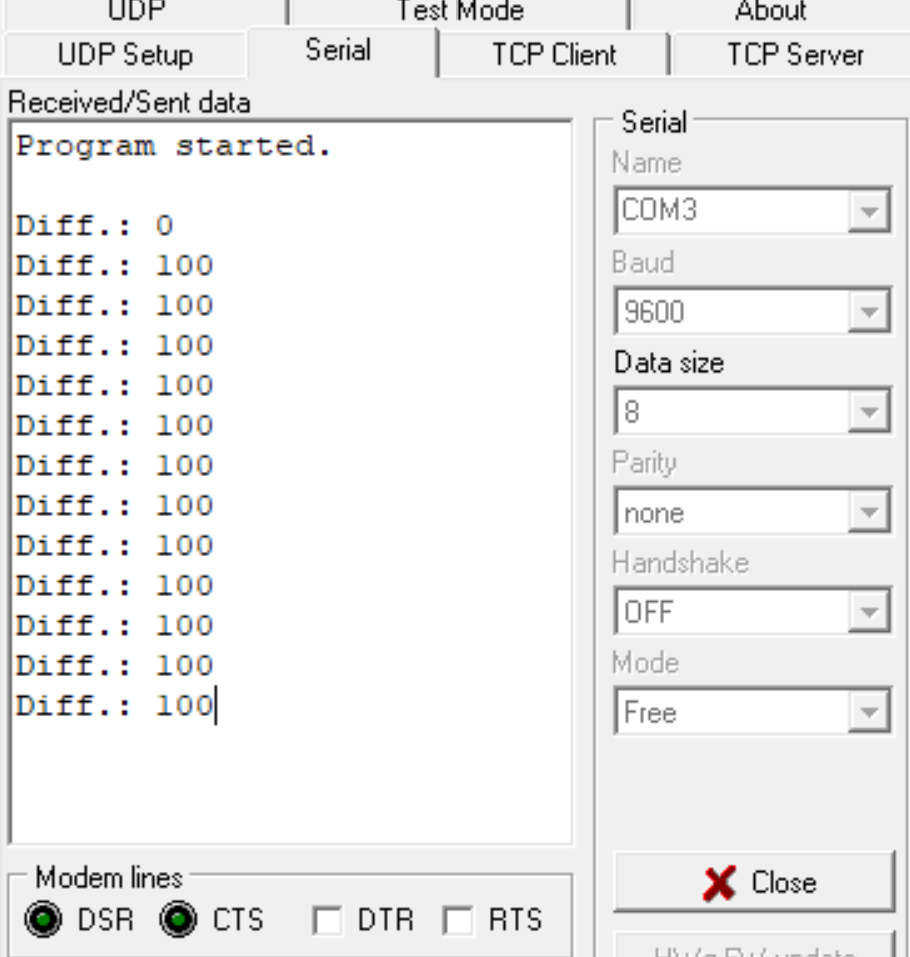 UDP Test Mode About
UDP Setup Serial TCP Client TCP Server
Received/Sent data
Program started.
Diff.: 0
Diff.: 100
Diff.: 100
Diff.: 100
Diff.: 100
Diff.: 100
Diff.: 100
Diff.: 100
Diff.: 100
Diff.: 100
Diff.: 100
Diff.: 100
Diff.: 100
Serial
Name
COM3
Baud
9600
Data size
8
Parity
none
Handshake
OFF
Mode
Free
Modem lines
DSR CTS DTR RTS
Close
update